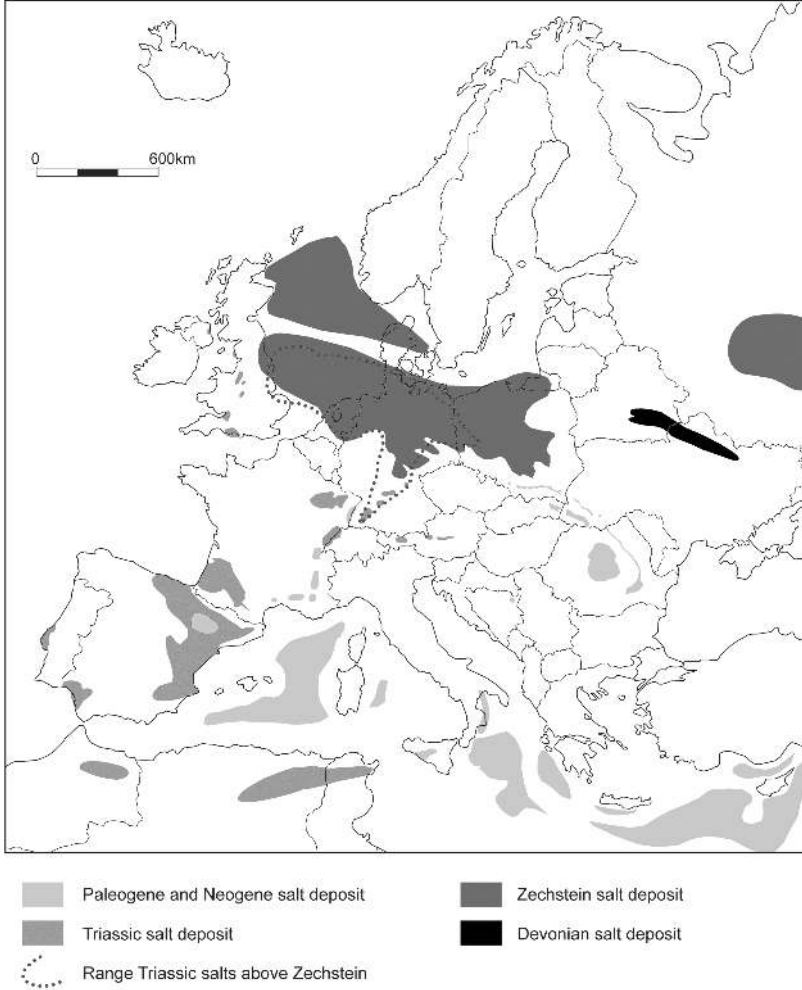 0 600km
Paleogene and Neogene salt deposit
Zechstein salt deposit
Triassic salt deposit
Devonian salt deposit
Range Triassic salts above Zechstein